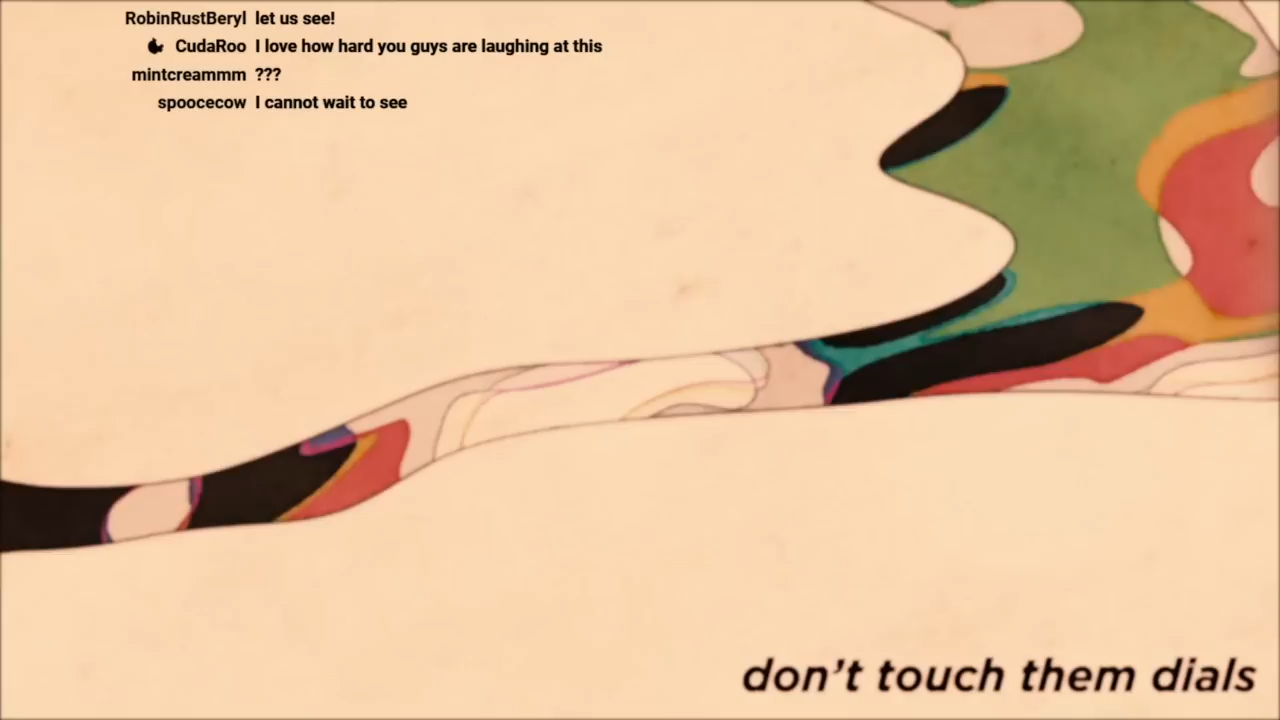 RobinRustBeryl let us see!
CudaRoo I love how hard you guys are laughing at this
mintcreammm ???
spoocecow I cannot wait to see
don't touch them dials